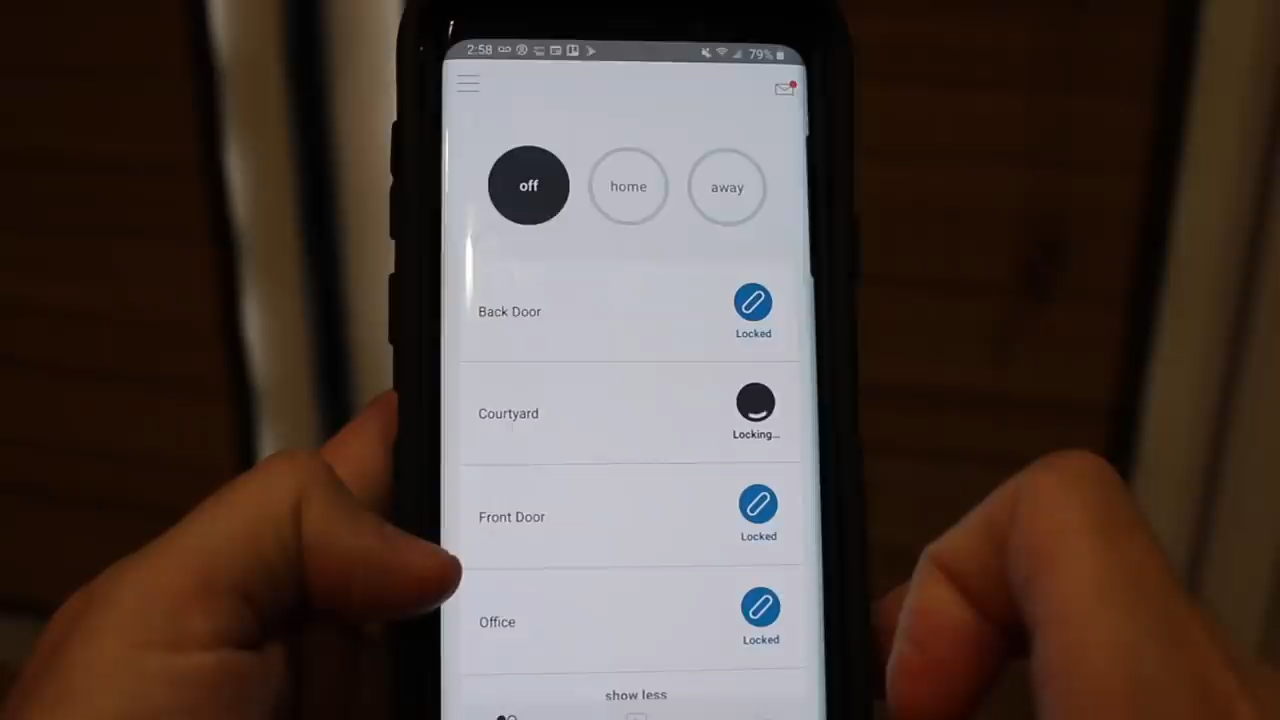 2:58 79%
off home away
Back Door
Locked
Courtyard
Locking...
Front Door
Locked
Office
Locked
show less